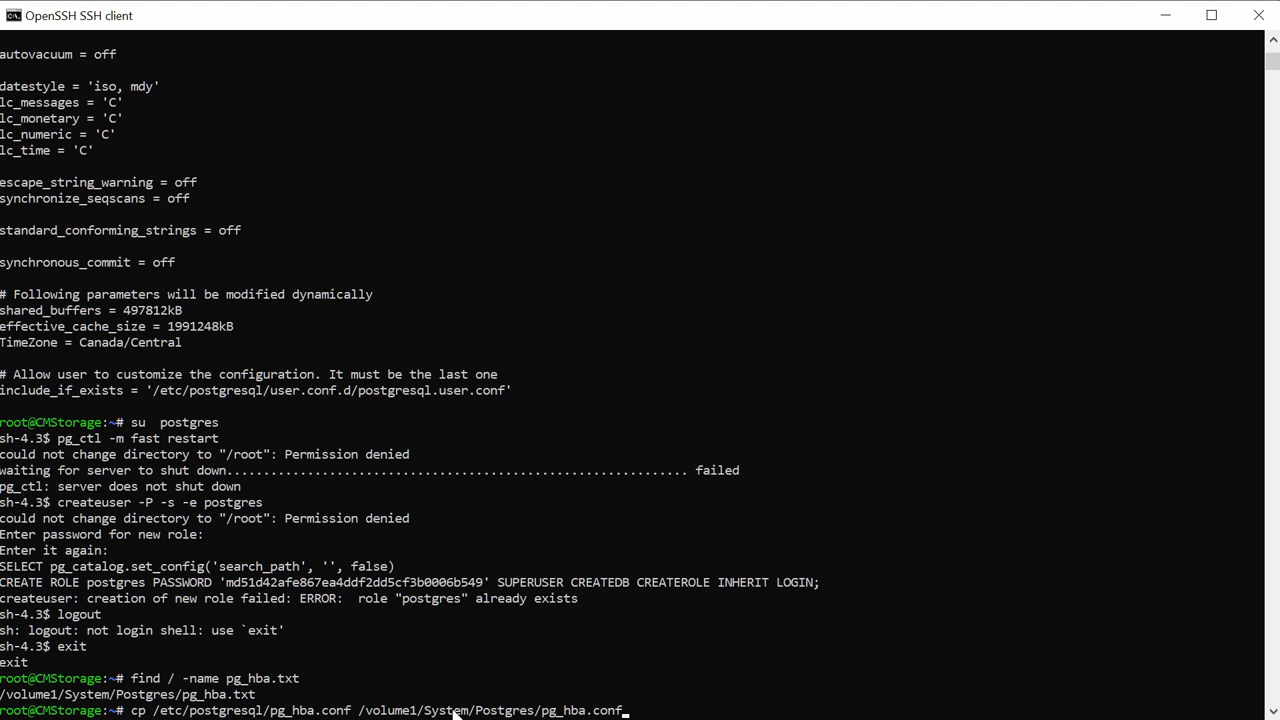 OpenSSH SSH client
autovacuum = off
datestyle = 'iso, mdy'
lc_messages = 'C'
lc_monetary = 'C'
lc_numeric = 'C'
lc_time = 'C'
escape_string_warning = off
synchronize_seqscans = off
standard_conforming_strings = off
synchronous_commit = off
# Following parameters will be modified dynamically
shared_buffers = 497812kB
effective_cache_size = 1991248kB
TimeZone = Canada/Central
# Allow user to customize the configuration. It must be the last one
include_if_exists = '/etc/postgresql/user.conf.d/postgresql.user.conf'
root@CMStorage:~# su  postgres
sh-4.3$ pg_ctl -m fast restart
could not change directory to "/root": Permission denied
waiting for server to shut down............................................................... failed
pg_ctl: server does not shut down
sh-4.3$ createuser -P -s -e postgres
could not change directory to "/root": Permission denied
Enter password for new role:
Enter it again:
SELECT pg_catalog.set_config('search_path', '', false)
CREATE ROLE postgres PASSWORD 'md51d42afe867ea4ddf2dd5cf3b0006b549' SUPERUSER CREATEDB CREATEROLE INHERIT LOGIN;
createuser: creation of new role failed: ERROR:  role "postgres" already exists
sh-4.3$ logout
sh: logout: not login shell: use `exit'
sh-4.3$ exit
exit
root@CMStorage:~# find / -name pg_hba.txt
/volume1/System/Postgres/pg_hba.txt
root@CMStorage:~# cp /etc/postgresql/pg_hba.conf /volume1/System/Postgres/pg_hba.conf